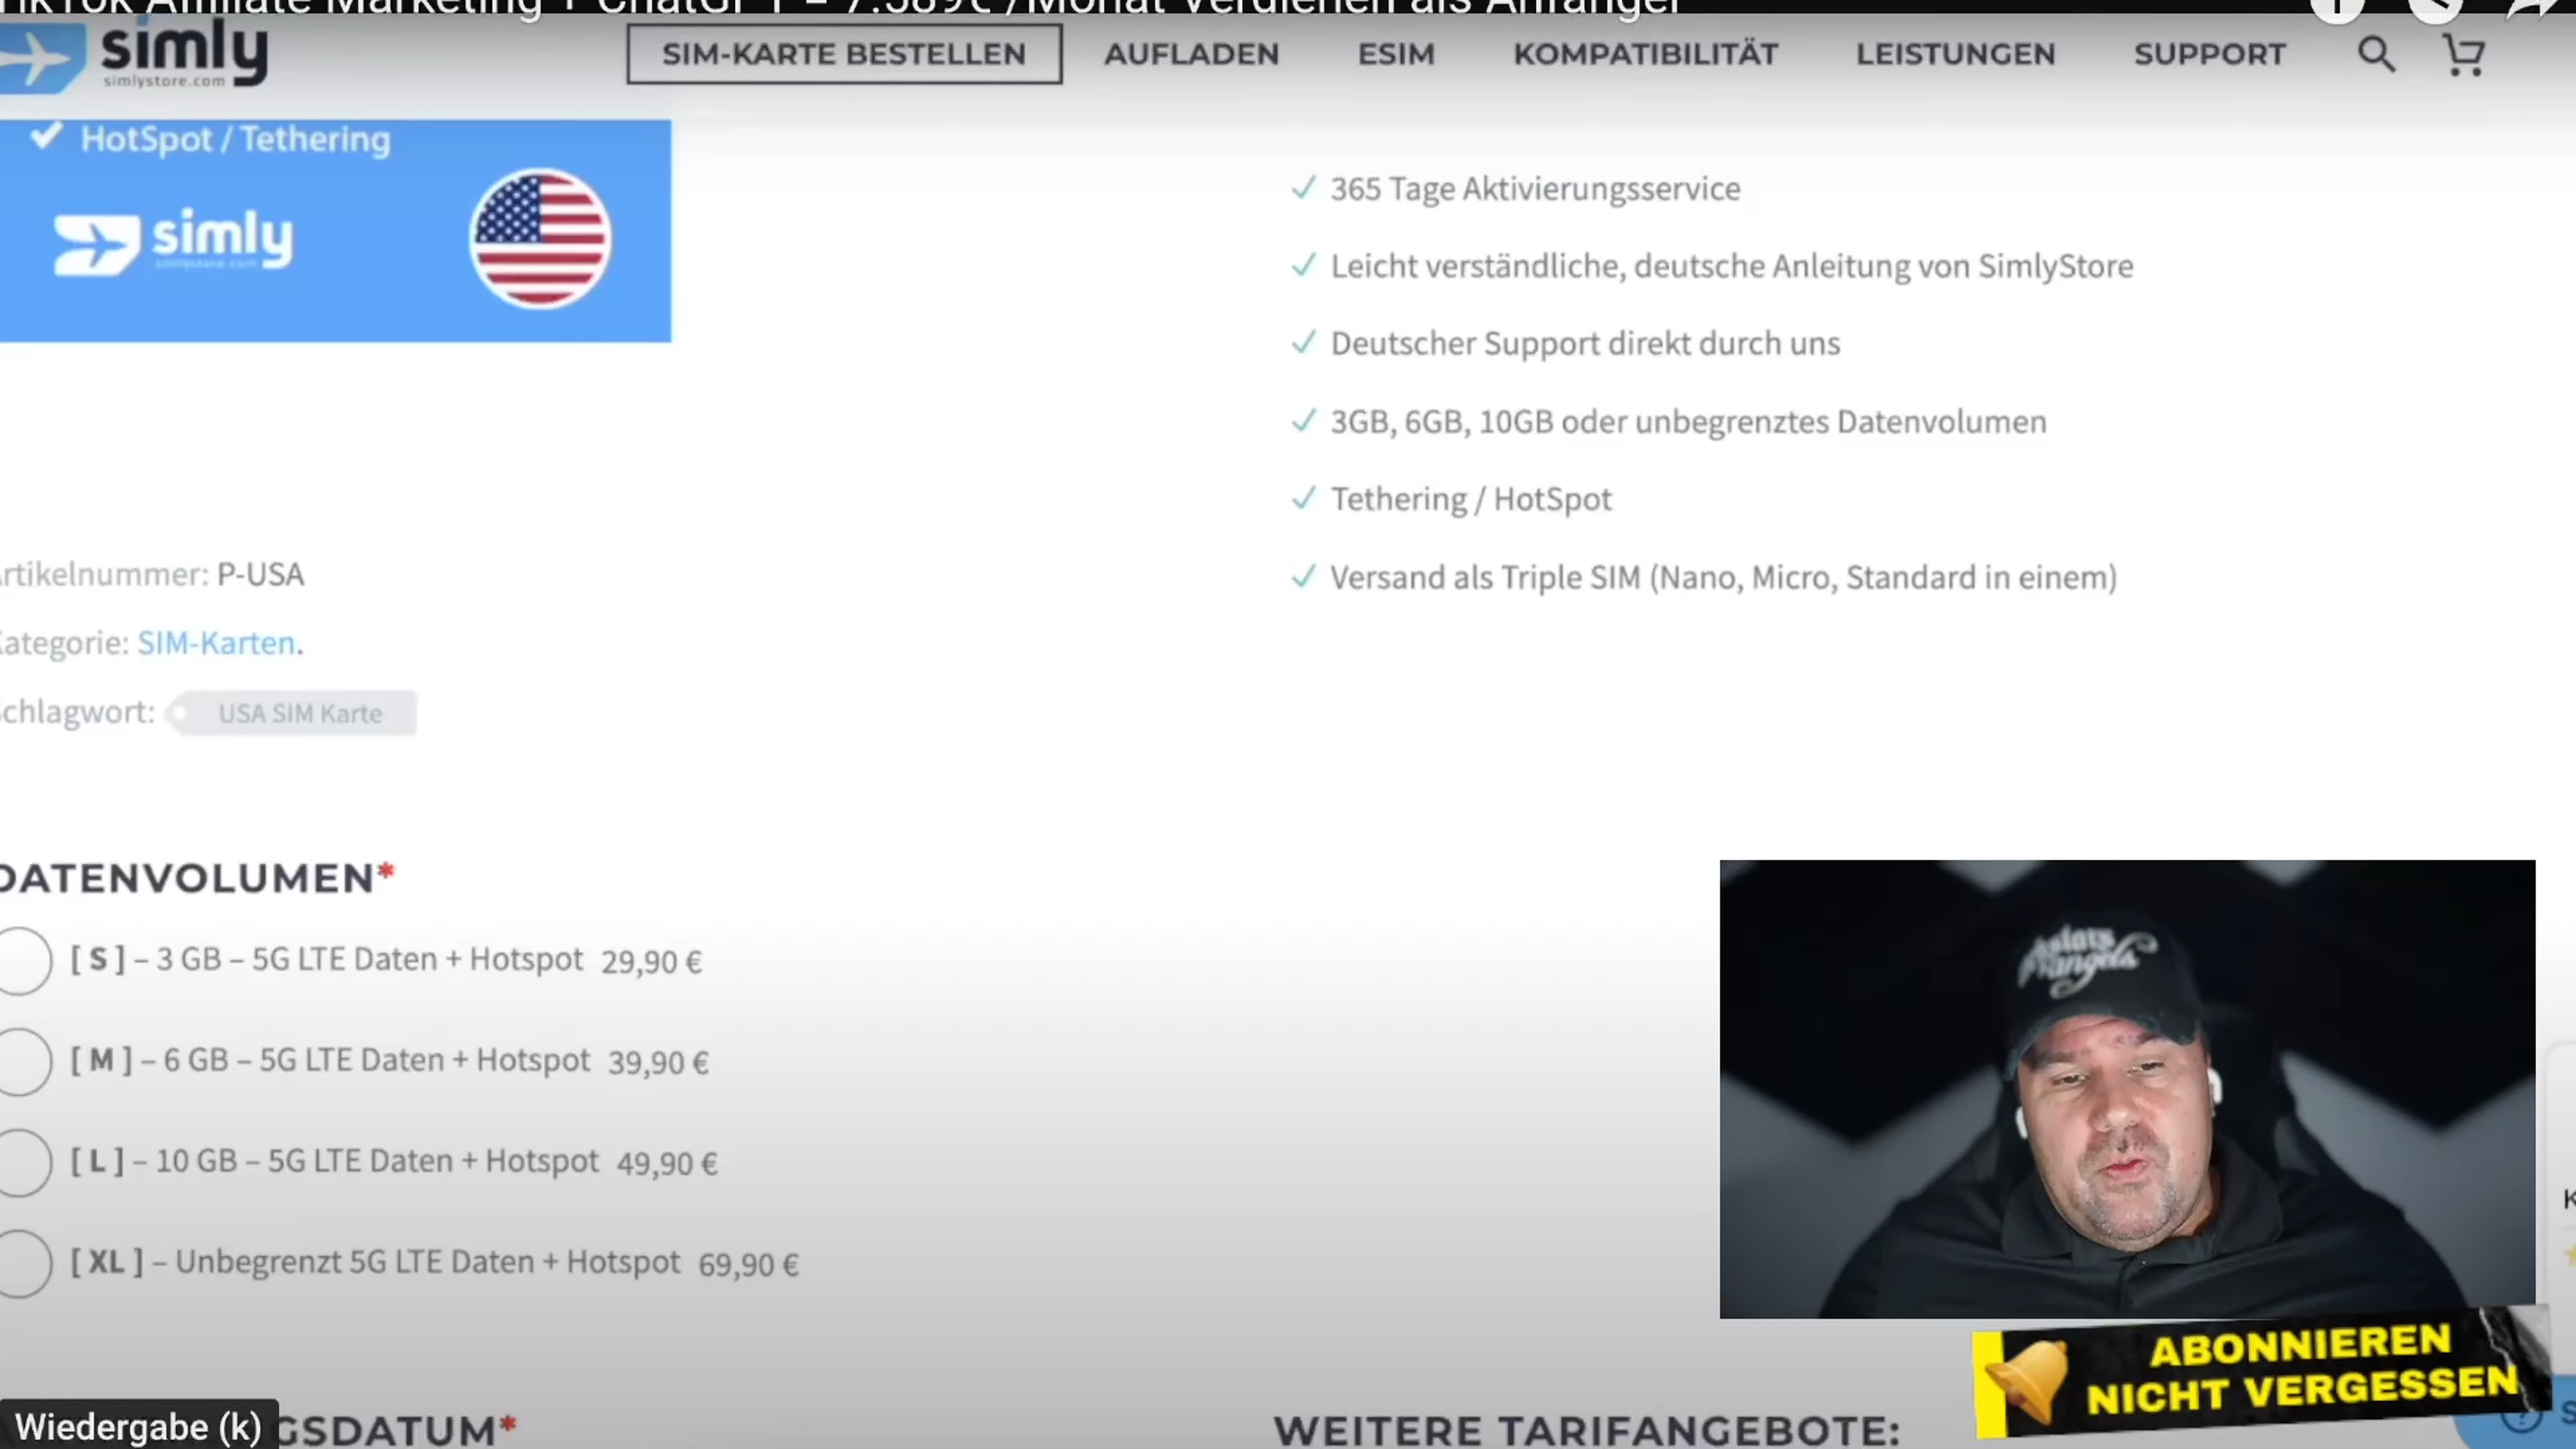 simly
simlystore.com
SIM-KARTE BESTELLEN
AUFLADEN
ESIM
KOMPATIBILITÄT
LEISTUNGEN
SUPPORT
HotSpot / Tethering
simly
simlystore.com
365 Tage Aktivierungsservice
Leicht verständliche, deutsche Anleitung von SimlyStore
Deutscher Support direkt durch uns
3GB, 6GB, 10GB oder unbegrenztes Datenvolumen
Tethering / HotSpot
Versand als Triple SIM (Nano, Micro, Standard in einem)
rtikelnummer: P-USA
ategorie: SIM-Karten.
chlagwort: USA SIM Karte
DATENVOLUMEN*
[ S ] – 3 GB – 5G LTE Daten + Hotspot 29,90 €
[ M ] – 6 GB – 5G LTE Daten + Hotspot 39,90 €
[ L ] – 10 GB – 5G LTE Daten + Hotspot 49,90 €
[ XL ] – Unbegrenzt 5G LTE Daten + Hotspot 69,90 €
ABONNIEREN
NICHT VERGESSEN
Wiedergabe (k)
GSDATUM*
WEITERE TARIFANGEBOTE: